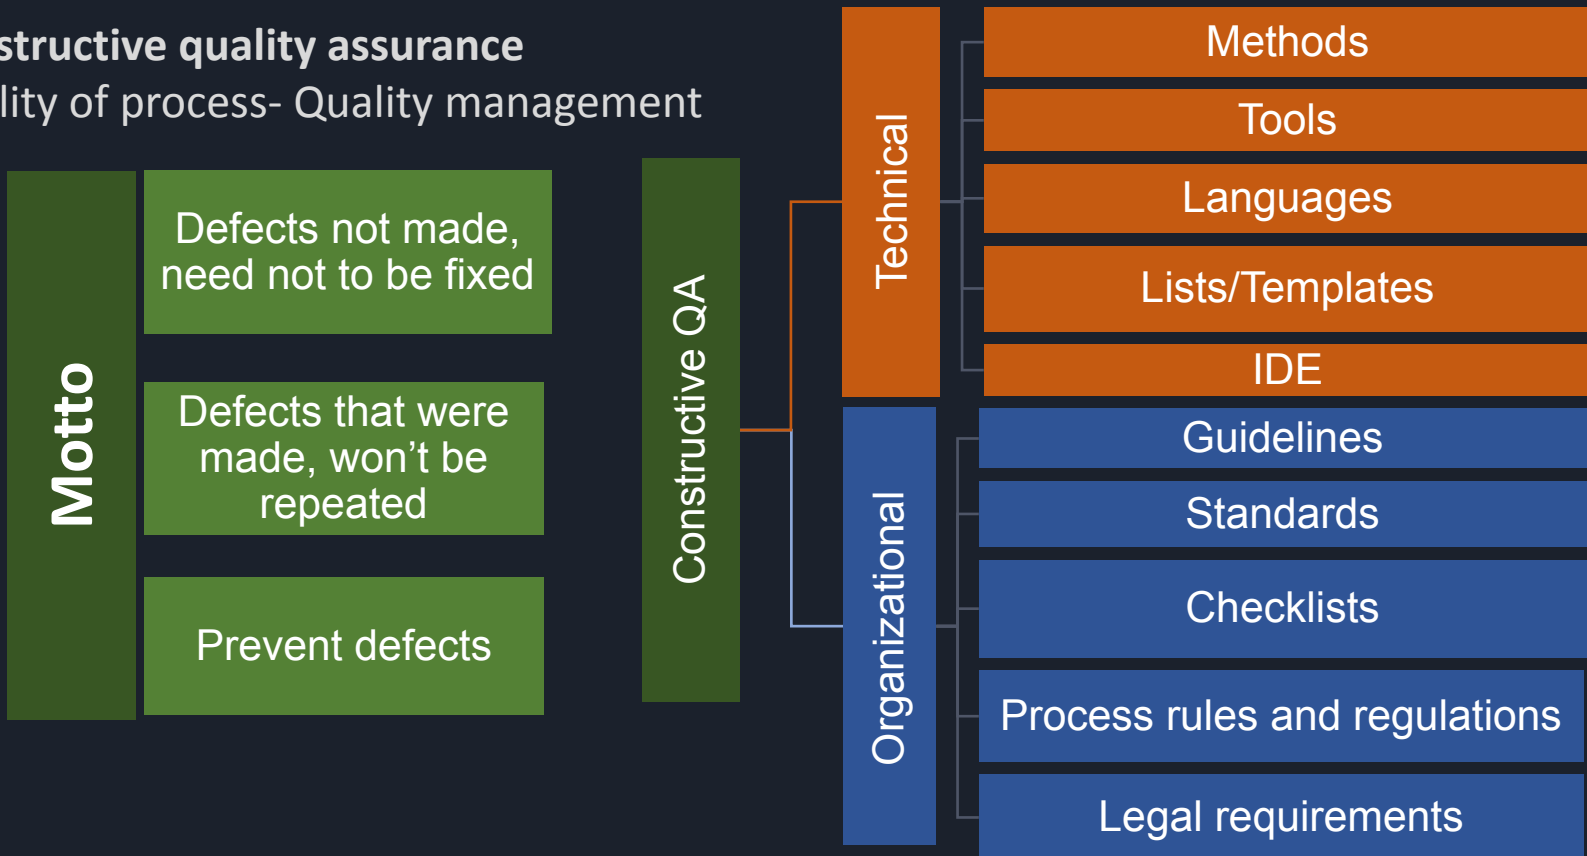 structive quality assurance
lity of process- Quality management
Motto
Defects not made,
need not to be fixed
Defects that were
made, won’t be
repeated
Prevent defects
Constructive QA
Technical
Methods
Tools
Languages
Lists/Templates
IDE
Organizational
Guidelines
Standards
Checklists
Process rules and regulations
Legal requirements